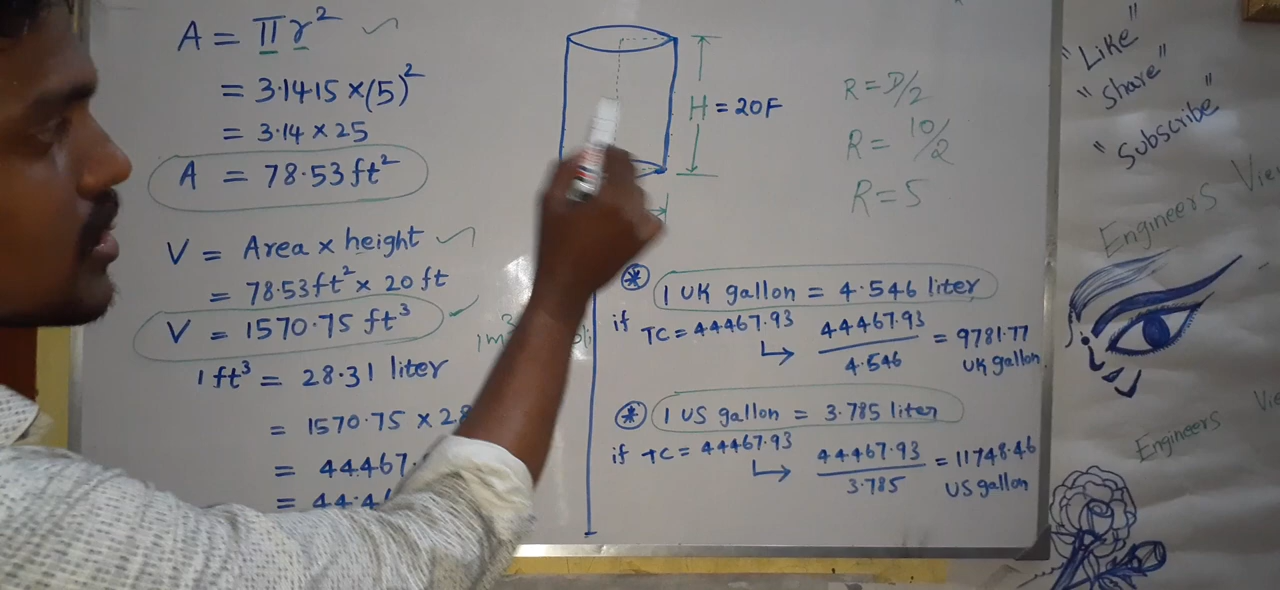 A = πr²
= 3.1415 × (5)²
= 3.14 × 25
A = 78.53 ft²
V = Area × height
= 78.53 ft² × 20 ft
V = 1570.75 ft³
1 ft³ = 28.31 liter
= 1570.75 × 28
= 44467.
= 44.4
H = 20F
R = D/2
R = 10/2
R = 5
1m³
1 UK gallon = 4.546 liter
if TC = 44467.93
44467.93 / 4.546 = 9781.77 UK gallon
1 US gallon = 3.785 liter
if TC = 44467.93
44467.93 / 3.785 = 11748.46 US gallon
"Like"
"Share"
"Subscribe"
Engineers
Engineers